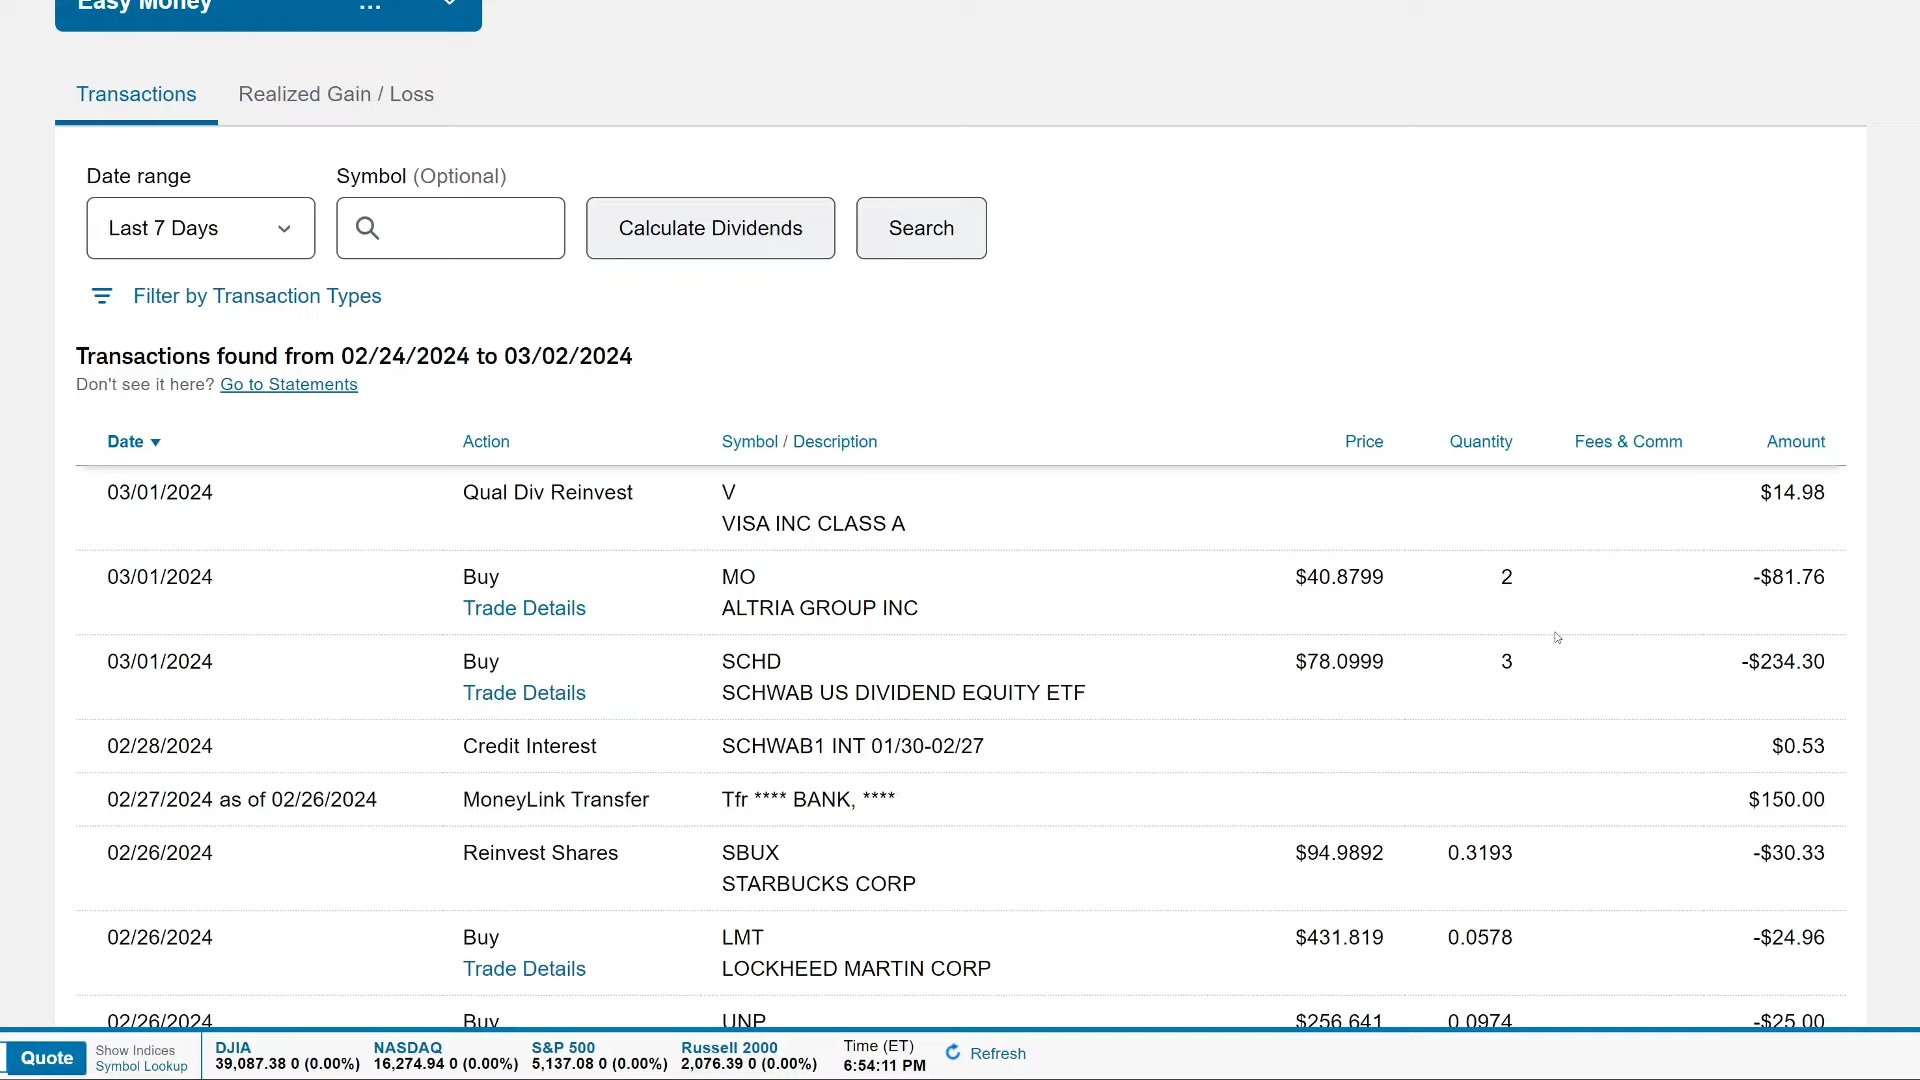 Easy Money ...
Transactions Realized Gain / Loss
Date range Symbol (Optional)
Last 7 Days Calculate Dividends Search
Filter by Transaction Types
Transactions found from 02/24/2024 to 03/02/2024
Don't see it here? Go to Statements
Date Action Symbol / Description Price Quantity Fees & Comm Amount
03/01/2024 Qual Div Reinvest V $14.98
VISA INC CLASS A
03/01/2024 Buy MO $40.8799 2 -$81.76
Trade Details ALTRIA GROUP INC
03/01/2024 Buy SCHD $78.0999 3 -$234.30
Trade Details SCHWAB US DIVIDEND EQUITY ETF
02/28/2024 Credit Interest SCHWAB1 INT 01/30-02/27 $0.53
02/27/2024 as of 02/26/2024 MoneyLink Transfer Tfr **** BANK, **** $150.00
02/26/2024 Reinvest Shares SBUX $94.9892 0.3193 -$30.33
STARBUCKS CORP
02/26/2024 Buy LMT $431.819 0.0578 -$24.96
Trade Details LOCKHEED MARTIN CORP
02/26/2024 Buy UNP $256.641 0.0974 -$25.00
Quote Show Indices DJIA NASDAQ S&P 500 Russell 2000 Time (ET) Refresh
Symbol Lookup 39,087.38 0 (0.00%) 16,274.94 0 (0.00%) 5,137.08 0 (0.00%) 2,076.39 0 (0.00%) 6:54:11 PM